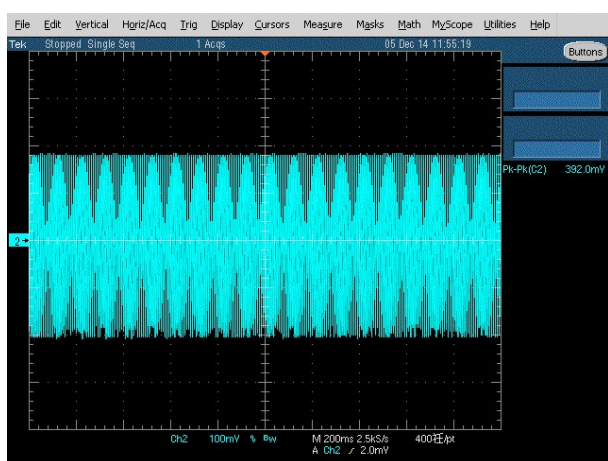 File Edit Vertical Horiz/Acq Trig Display Cursors Measure Masks Math MyScope Utilities Help
Tek Stopped Single Seq 1 Acqs 05 Dec 14 11:55:19 Buttons
Pk-Pk(C2) 392.0mV
2
Ch2 100mV Bw M 200ms 2.5kS/s 400 /pt
A Ch2 2.0mV